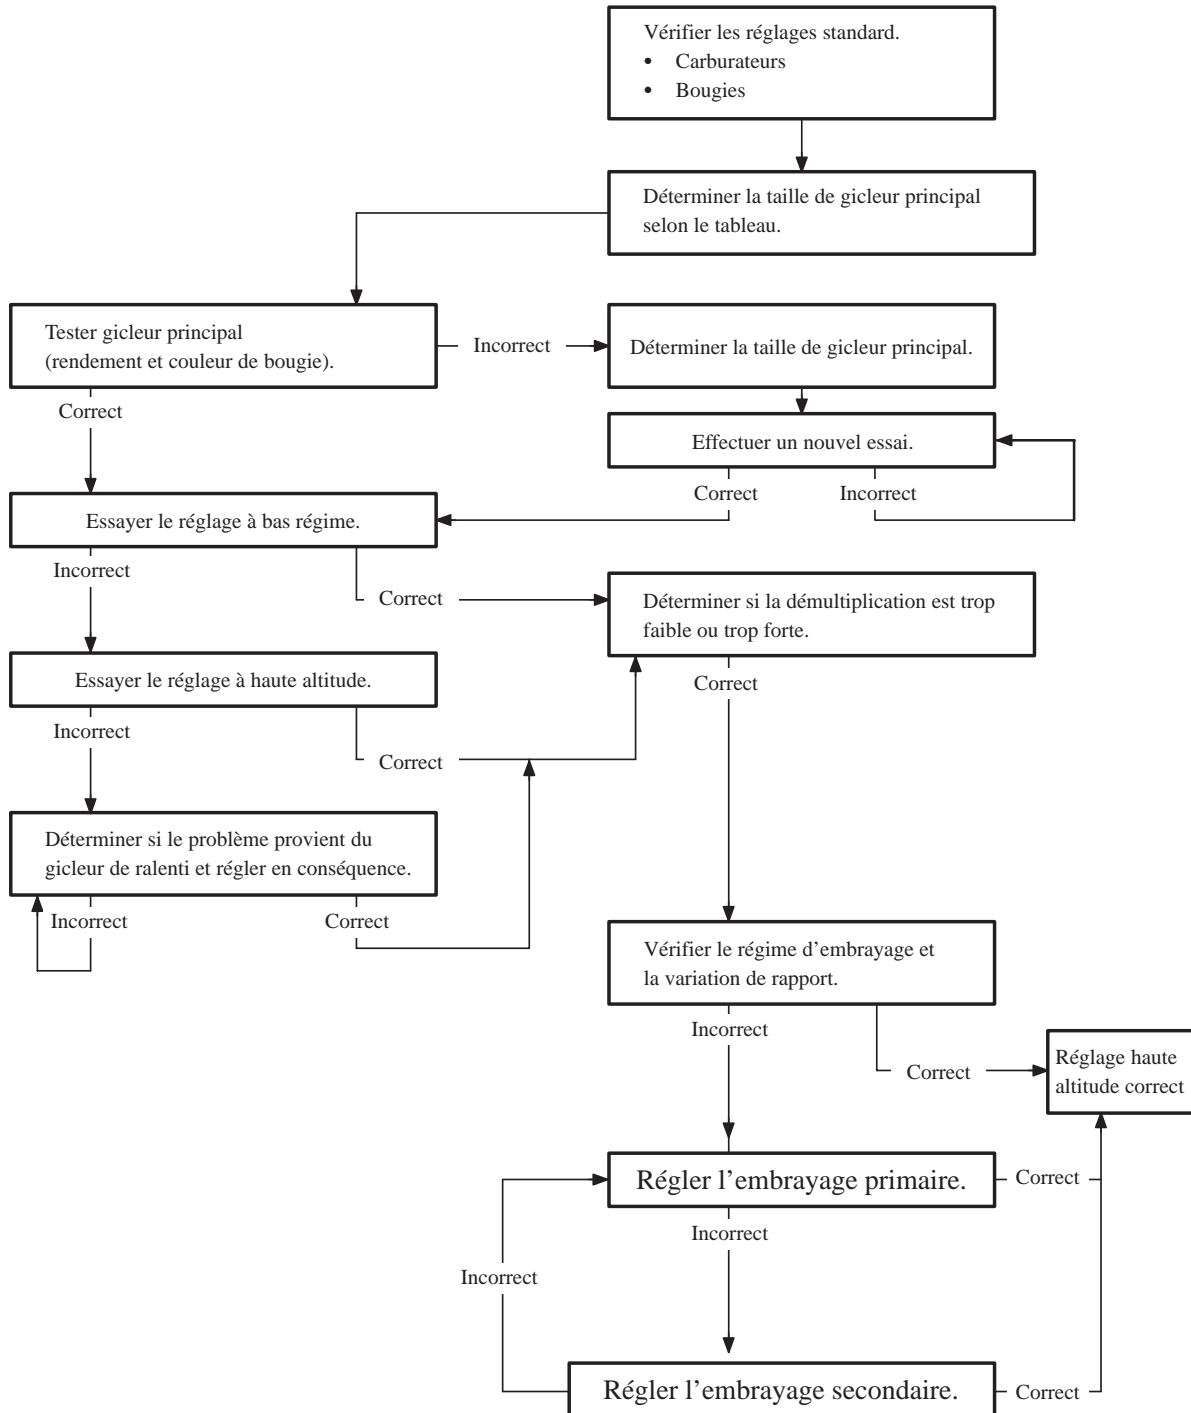 Vérifier les réglages standard.
• Carburateurs
• Bougies
Déterminer la taille de gicleur principal
selon le tableau.
Tester gicleur principal
(rendement et couleur de bougie).
Incorrect
Déterminer la taille de gicleur principal.
Correct
Effectuer un nouvel essai.
Correct
Incorrect
Essayer le réglage à bas régime.
Incorrect
Correct
Déterminer si la démultiplication est trop
faible ou trop forte.
Essayer le réglage à haute altitude.
Correct
Incorrect
Correct
Déterminer si le problème provient du
gicleur de ralenti et régler en conséquence.
Incorrect
Correct
Vérifier le régime d’embrayage et
la variation de rapport.
Incorrect
Correct
Réglage haute
altitude correct
Régler l’embrayage primaire.
Correct
Incorrect
Incorrect
Régler l’embrayage secondaire.
Correct